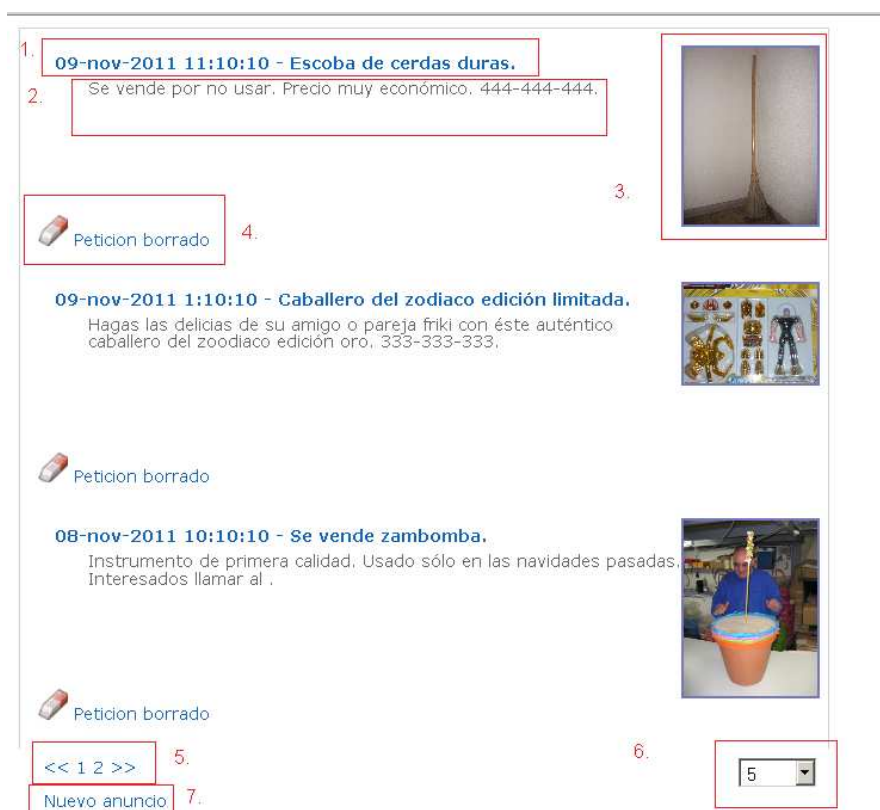 1.
09-nov-2011 11:10:10 - Escoba de cerdas duras.
2.
Se vende por no usar. Precio muy económico. 444-444-444.
3.
Peticion borrado
4.
09-nov-2011 1:10:10 - Caballero del zodiaco edición limitada.
Hagas las delicias de su amigo o pareja friki con éste auténtico
caballero del zoodiaco edición oro. 333-333-333.
Peticion borrado
08-nov-2011 10:10:10 - Se vende zambomba.
Instrumento de primera calidad. Usado sólo en las navidades pasadas.
Interesados llamar al .
Peticion borrado
<< 1 2 >>
5.
6.
5
Nuevo anuncio
7.